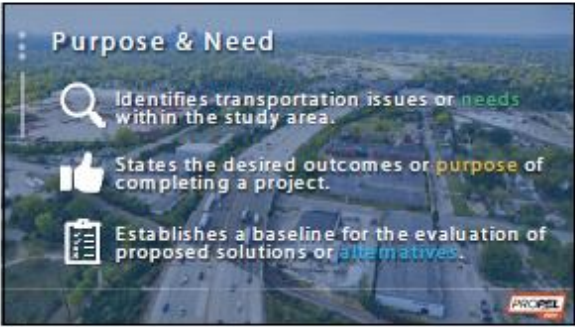 Purpose & Need
Identifies transportation issues or needs
within the study area.
States the desired outcomes or purpose of
completing a project.
Establishes a baseline for the evaluation of
proposed solutions or alternatives.
PROPEL